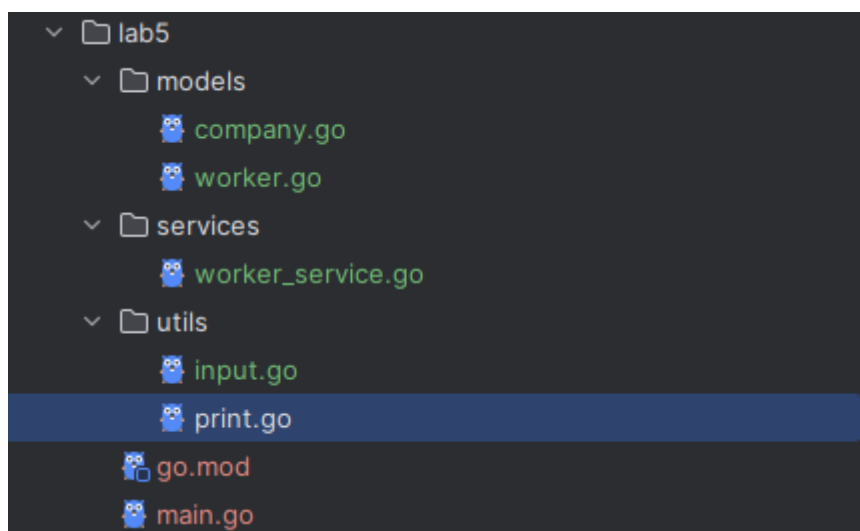 lab5
models
company.go
worker.go
services
worker_service.go
utils
input.go
print.go
go.mod
main.go